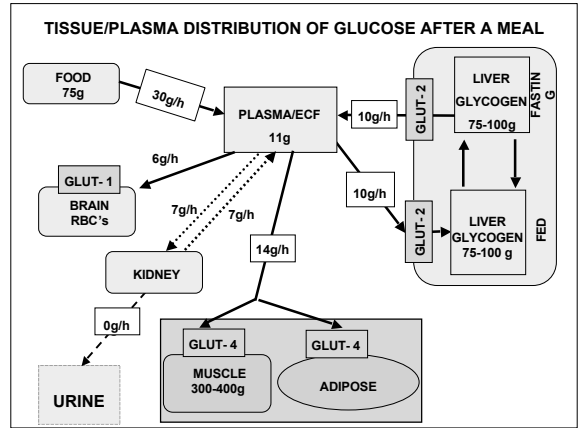 TISSUE/PLASMA DISTRIBUTION OF GLUCOSE AFTER A MEAL
FOOD
75g
30g/h
PLASMA/ECF
11g
10g/h
GLUT- 2
LIVER
GLYCOGEN
75-100g
FASTIN
G
6g/h
GLUT- 1
BRAIN
RBC's
7g/h
7g/h
10g/h
GLUT- 2
LIVER
GLYCOGEN
75-100 g
FED
KIDNEY
14g/h
0g/h
URINE
GLUT- 4
MUSCLE
300-400g
GLUT- 4
ADIPOSE